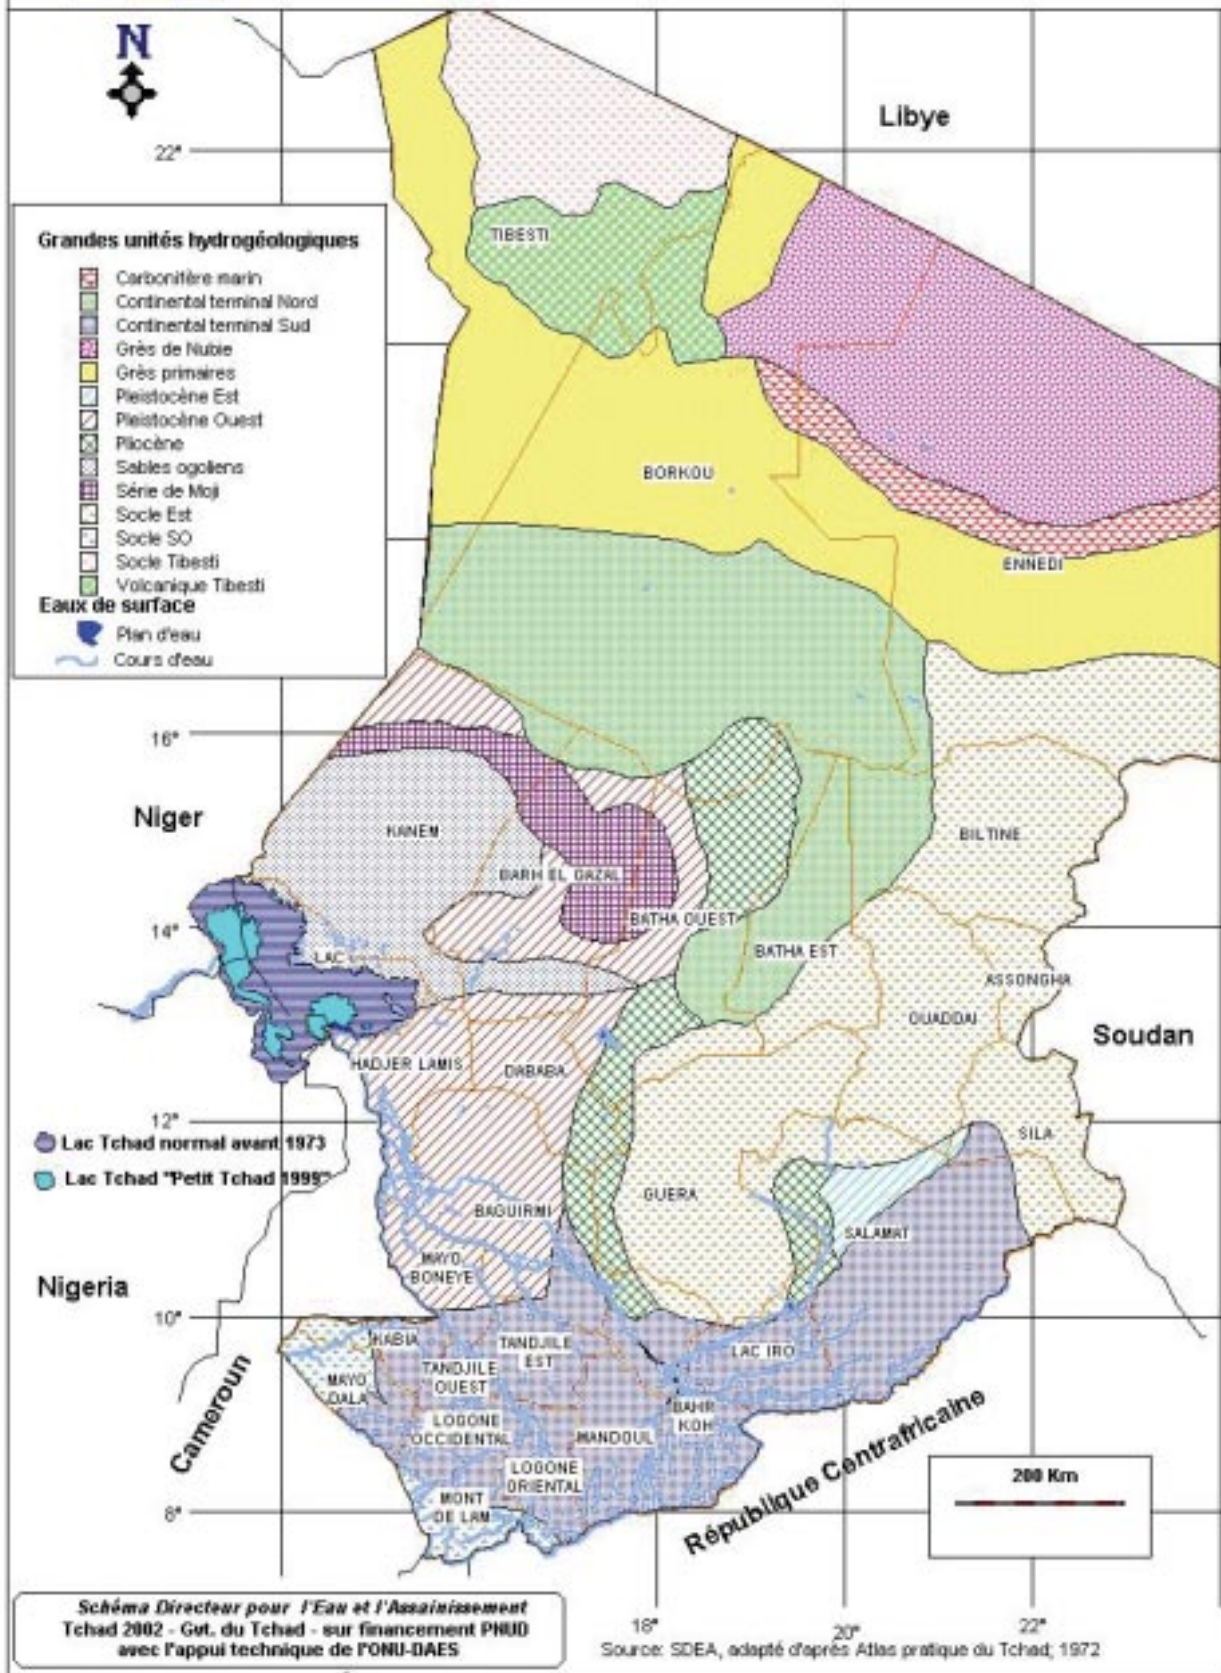 N
Libye
22°
Grandes unités hydrogéologiques
Carbonifère marin
Continental terminal Nord
Continental terminal Sud
Grès de Nubie
Grès primaires
Pleistocène Est
Pleistocène Ouest
Pliocène
Sables ogoliens
Série de Moji
Socle Est
Socle SO
Socle Tibesti
Volcanique Tibesti
Eaux de surface
Plan d'eau
Cours d'eau
TIBESTI
BORKOU
ENNEDI
16°
Niger
KANEM
BILTINE
BARH EL GAZAL
BATHA OUEST
14°
LAC
BATHA EST
ASSONGHA
OUADDAI
Soudan
HADJER LAMIS
DABABA
12°
Lac Tchad normal avant 1973
SILA
Lac Tchad "Petit Tchad 1999"
GUERA
BAGUIRMI
SALAMAT
MAYO
BONEYE
Nigeria
10°
KABIA
TANDJILE
EST
LAC IRO
TANDJILE
OUEST
MAYO
DALA
Cameroun
BAHR
KOH
LOGONE
OCCIDENTAL
MANDOUL
LOGONE
ORIENTAL
République Centrafricaine
200 Km
MONT
DE LAM
8°
Schéma Directeur pour l'Eau et l'Assainissement
Tchad 2002 - Gvt. du Tchad - sur financement PNUD
avec l'appui technique de l'ONU-DAES
18°
20°
22°
Source: SDEA, adapté d'après Atlas pratique du Tchad; 1972